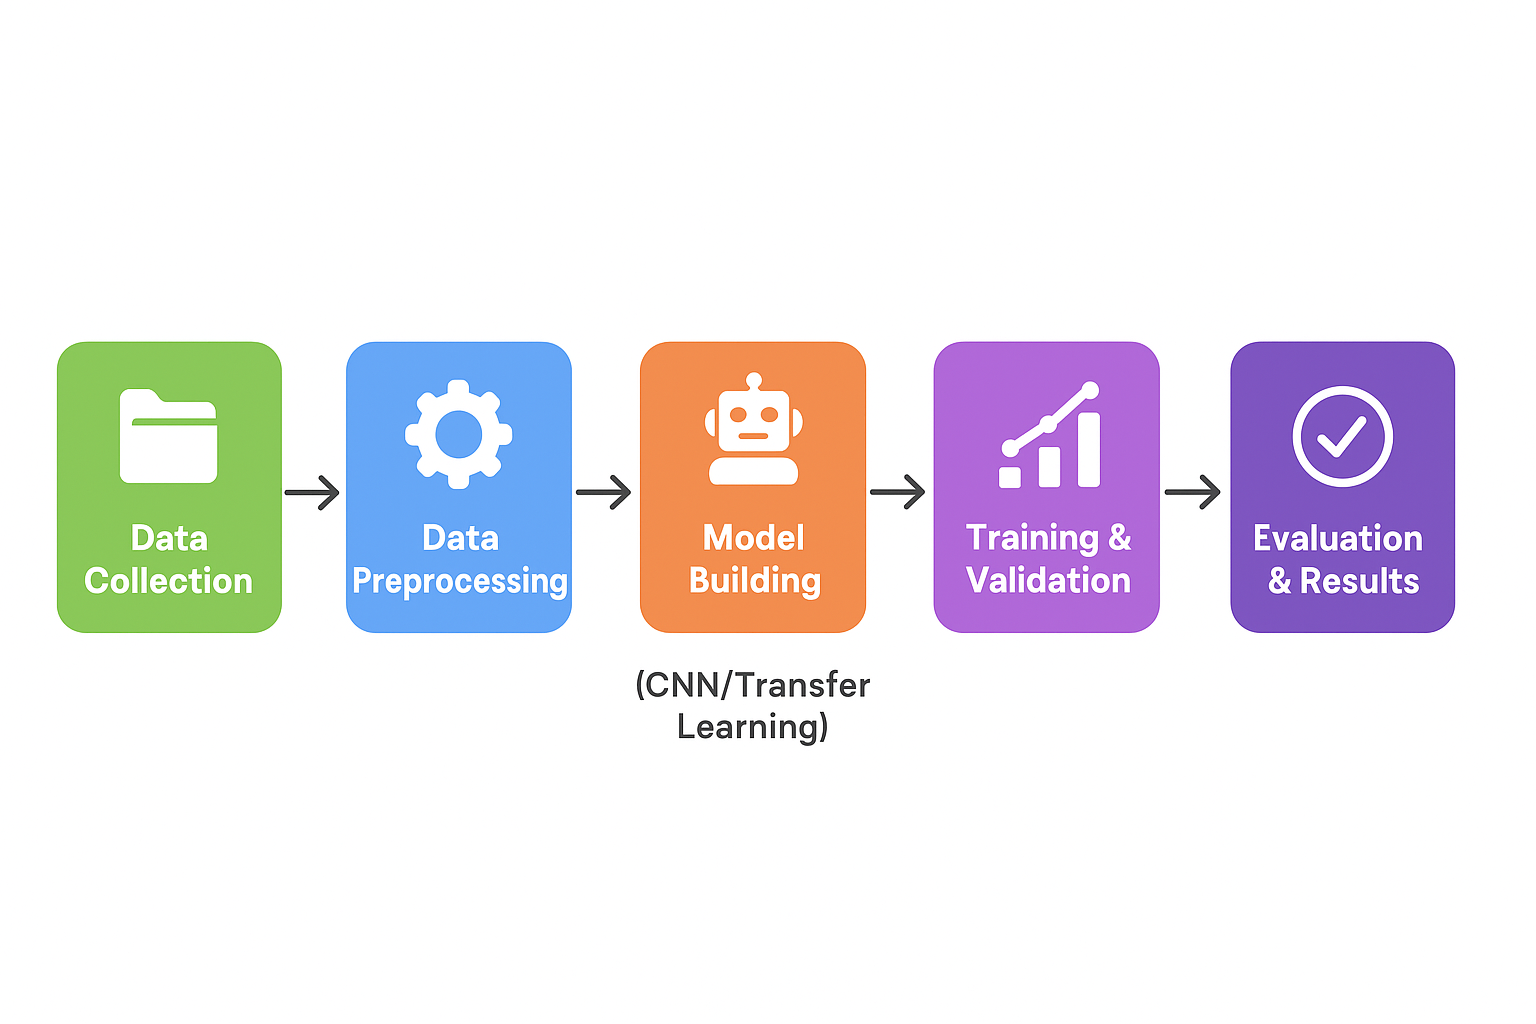 Data
Collection
Data
Preprocessing
Model
Building
(CNN/Transfer
Learning)
Training &
Validation
Evaluation
& Results